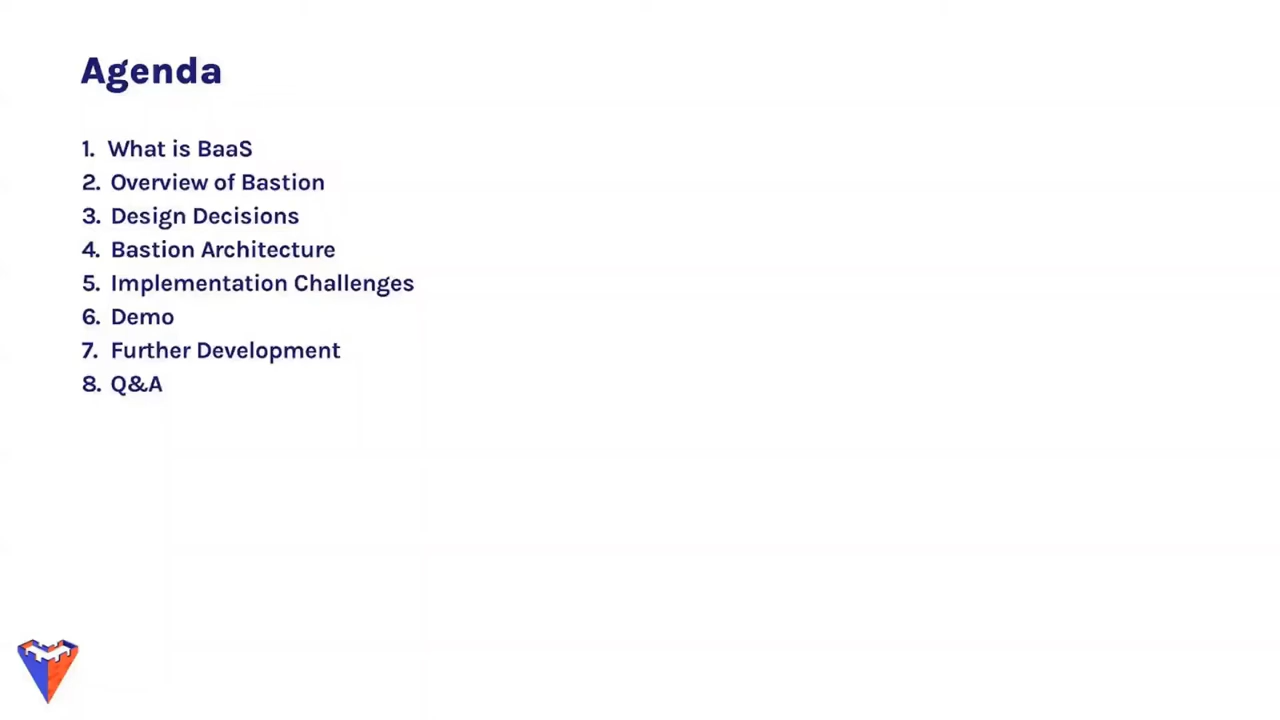 Agenda
1. What is BaaS
2. Overview of Bastion
3. Design Decisions
4. Bastion Architecture
5. Implementation Challenges
6. Demo
7. Further Development
8. Q&A